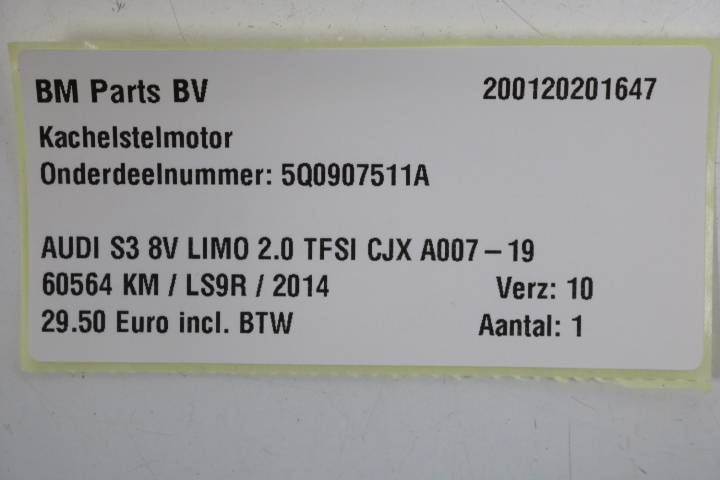 BM Parts BV 200120201647
Kachelstelmotor
Onderdeelnummer: 5Q0907511A
AUDI S3 8V LIMO 2.0 TFSI CJX A007-19
60564 KM / LS9R / 2014 Verz: 10
29.50 Euro incl. BTW Aantal: 1